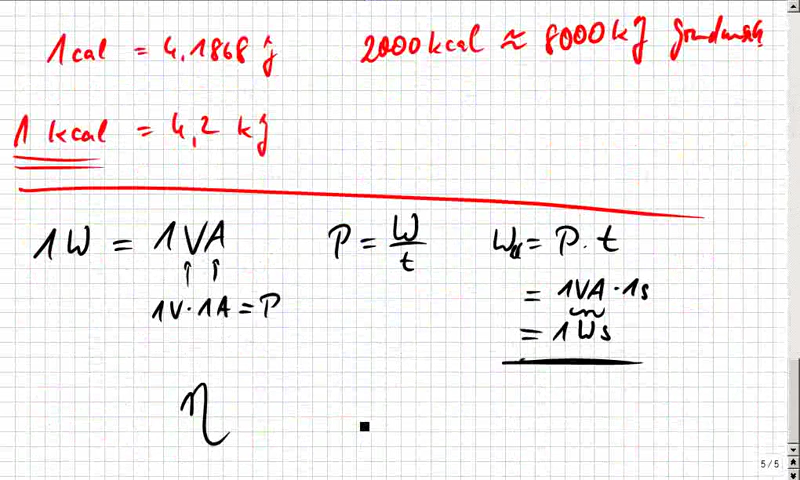 1 cal = 4,1868 J 2000 kcal ≈ 8000 kJ
1 kcal = 4,2 kJ
1 W = 1 VA P = W/t Wel = P · t
↑ ↑ = 1VA · 1s
1V · 1A = P = 1 Ws
η
5/5